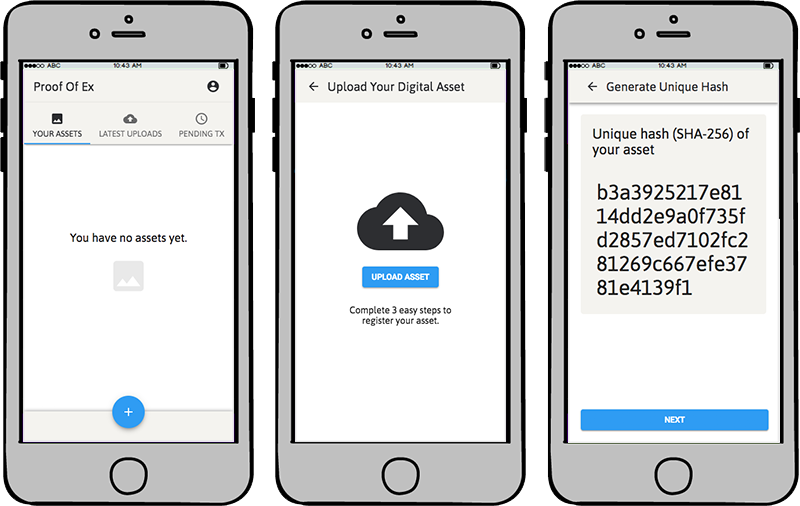 ●●●○○ ABC 10:43 AM
Proof Of Ex
YOUR ASSETS LATEST UPLOADS PENDING TX
You have no assets yet.
+
●●●○○ ABC 10:43 AM
← Upload Your Digital Asset
UPLOAD ASSET
Complete 3 easy steps to
register your asset.
●●●○○ ABC 10:43 AM
← Generate Unique Hash
Unique hash (SHA-256) of
your asset
b3a3925217e81
14dd2e9a0f735f
d2857ed7102fc2
81269c667efe37
81e4139f1
NEXT